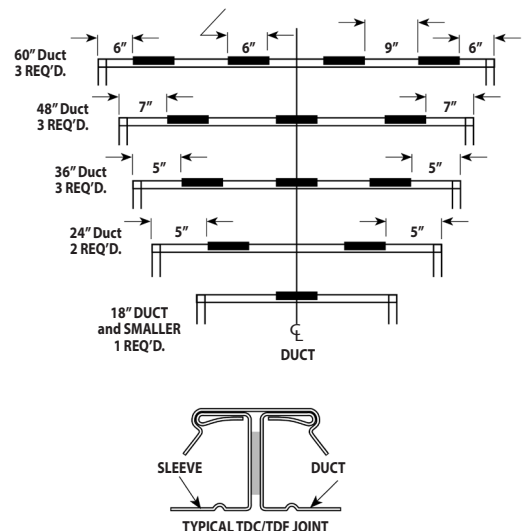 6” 6” 9” 6”
60” Duct
3 REQ’D.
7” 7”
48” Duct
3 REQ’D.
5” 5”
36” Duct
3 REQ’D.
5” 5”
24” Duct
2 REQ’D.
18” DUCT
and SMALLER
1 REQ’D.
℄
DUCT
SLEEVE DUCT
TYPICAL TDC/TDF JOINT